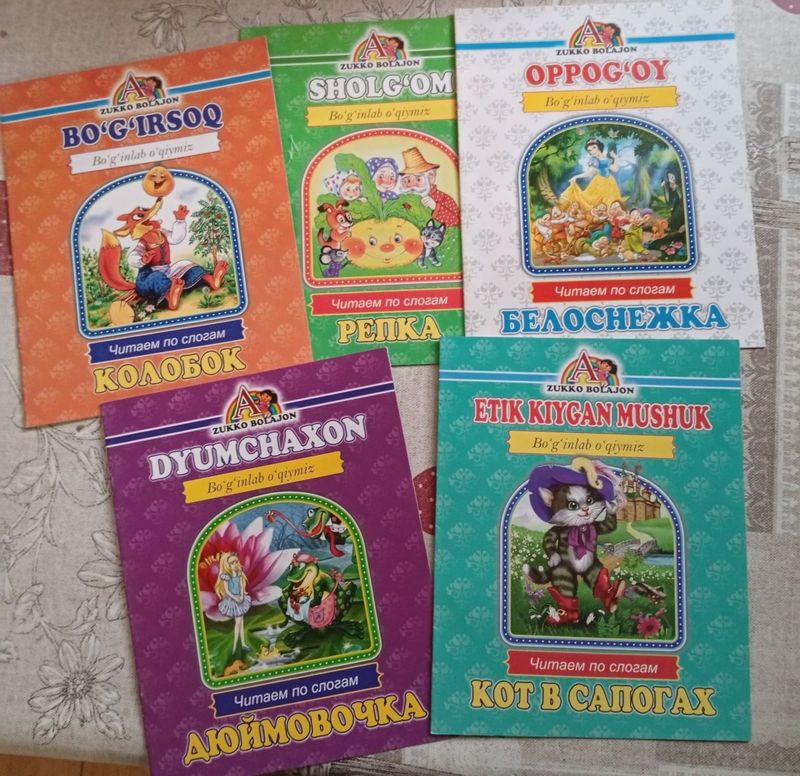 A
ZUKKO BOLAJON
BO‘G‘IRSOQ
Bo‘g‘inlab o‘qiymiz
Читаем по слогам
КОЛОБОК
A
ZUKKO BOLAJON
SHOLG‘OM
Bo‘g‘inlab o‘qiymiz
Читаем по слогам
РЕПКА
A
ZUKKO BOLAJON
OPPOG‘OY
Bo‘g‘inlab o‘qiymiz
Читаем по слогам
БЕЛОСНЕЖКА
A
ZUKKO BOLAJON
DYUMCHAXON
Bo‘g‘inlab o‘qiymiz
Читаем по слогам
ДЮЙМОВОЧКА
A
ZUKKO BOLAJON
ETIK KIYGAN MUSHUK
Bo‘g‘inlab o‘qiymiz
Читаем по слогам
КОТ В САПОГАХ